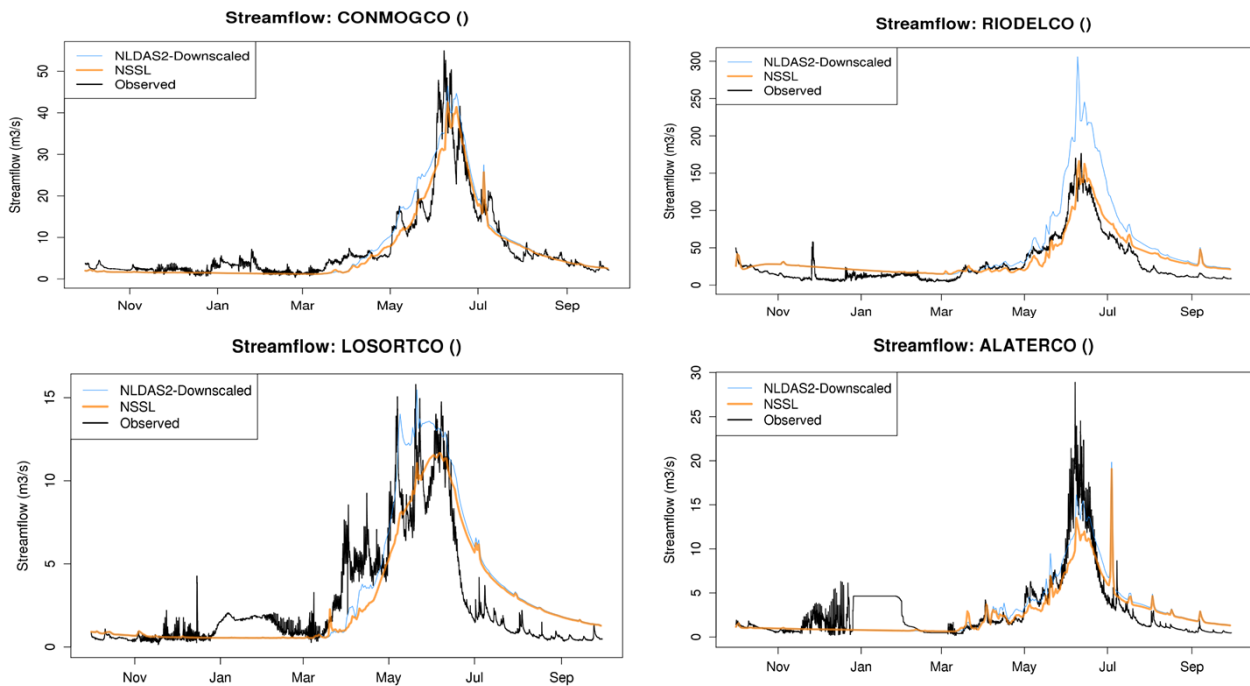 Streamflow: CONMOGCO ()
NLDAS2-Downscaled
NSSL
Observed
Streamflow (m3/s)
50
40
30
20
10
0
Nov
Jan
Mar
May
Jul
Sep
Streamflow: RIODELCO ()
NLDAS2-Downscaled
NSSL
Observed
Streamflow (m3/s)
300
250
200
150
100
50
0
Nov
Jan
Mar
May
Jul
Sep
Streamflow: LOSORTCO ()
NLDAS2-Downscaled
NSSL
Observed
Streamflow (m3/s)
15
10
5
0
Nov
Jan
Mar
May
Jul
Sep
Streamflow: ALATERCO ()
NLDAS2-Downscaled
NSSL
Observed
Streamflow (m3/s)
30
25
20
15
10
5
0
Nov
Jan
Mar
May
Jul
Sep